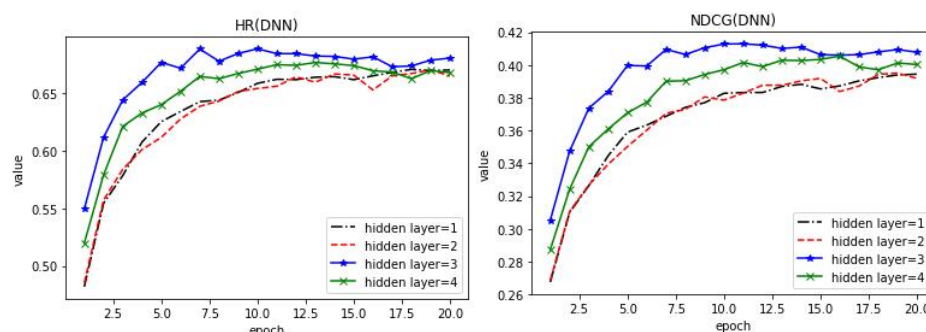 HR(DNN)
value
0.65
0.60
0.55
0.50
2.5 5.0 7.5 10.0 12.5 15.0 17.5 20.0
epoch
hidden layer=1
hidden layer=2
hidden layer=3
hidden layer=4
NDCG(DNN)
value
0.42
0.40
0.38
0.36
0.34
0.32
0.30
0.28
0.26
2.5 5.0 7.5 10.0 12.5 15.0 17.5 20.0
epoch
hidden layer=1
hidden layer=2
hidden layer=3
hidden layer=4